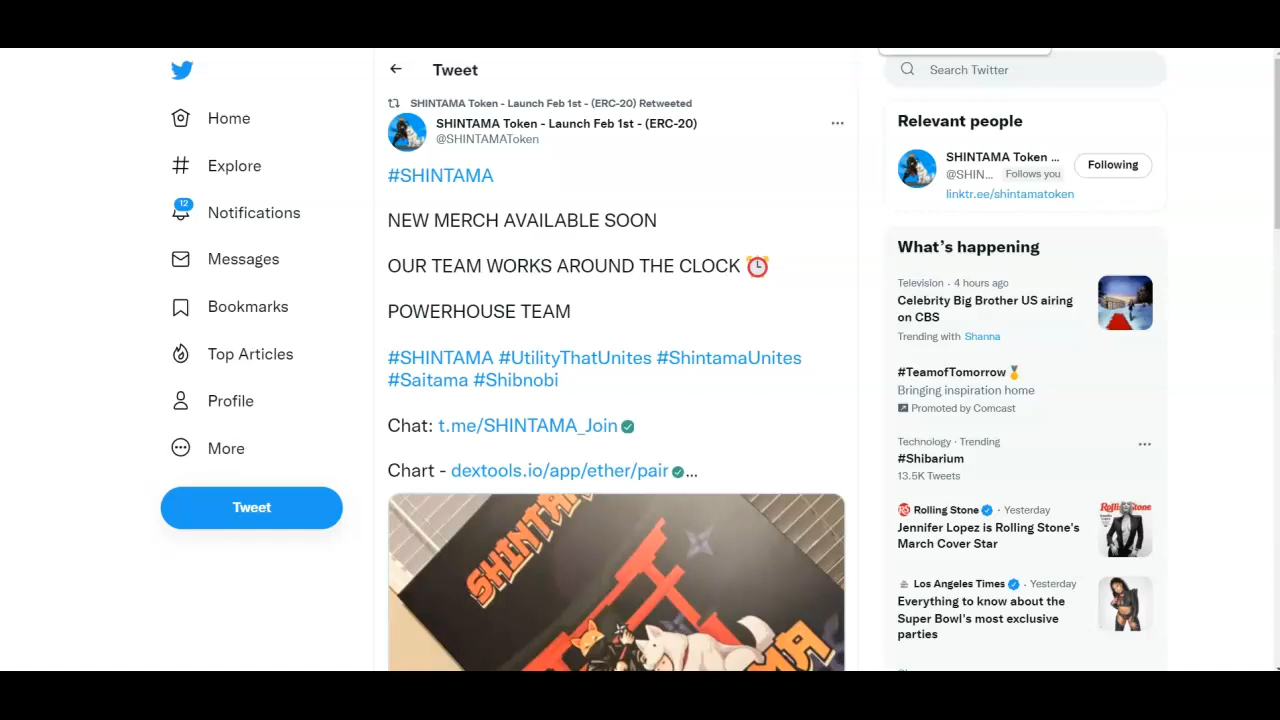 Home
Explore
12
Notifications
Messages
Bookmarks
Top Articles
Profile
More
Tweet
Tweet
SHINTAMA Token - Launch Feb 1st - (ERC-20) Retweeted
SHINTAMA Token - Launch Feb 1st - (ERC-20)
@SHINTAMAToken
#SHINTAMA
NEW MERCH AVAILABLE SOON
OUR TEAM WORKS AROUND THE CLOCK ⏰
POWERHOUSE TEAM
#SHINTAMA #UtilityThatUnites #ShintamaUnites
#Saitama #Shibnobi
Chat: t.me/SHINTAMA_Join
Chart - dextools.io/app/ether/pair ...
Search Twitter
Relevant people
SHINTAMA Token ...
@SHIN... Follows you
Following
linktr.ee/shintamatoken
What's happening
Television · 4 hours ago
Celebrity Big Brother US airing
on CBS
Trending with Shanna
#TeamofTomorrow 🏅
Bringing inspiration home
Promoted by Comcast
Technology · Trending
#Shibarium
13.5K Tweets
Rolling Stone · Yesterday
Jennifer Lopez is Rolling Stone's
March Cover Star
Los Angeles Times · Yesterday
Everything to know about the
Super Bowl's most exclusive
parties